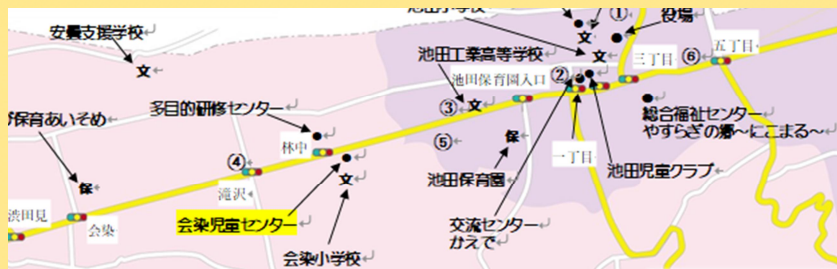 ①
役場
安曇支援学校
文
文
五丁目
池田工業高等学校
文
三丁目
⑥
池田保育園入口
②
多目的研修センター
③
文
総合福祉センター
やすらぎの郷～にこまる～
保育あいそめ
林中
⑤
保
④
一丁目
池田児童クラブ
保
文
池田保育園
滝沢
渋田見
会染
会染児童センター
交流センター
かえで
会染小学校